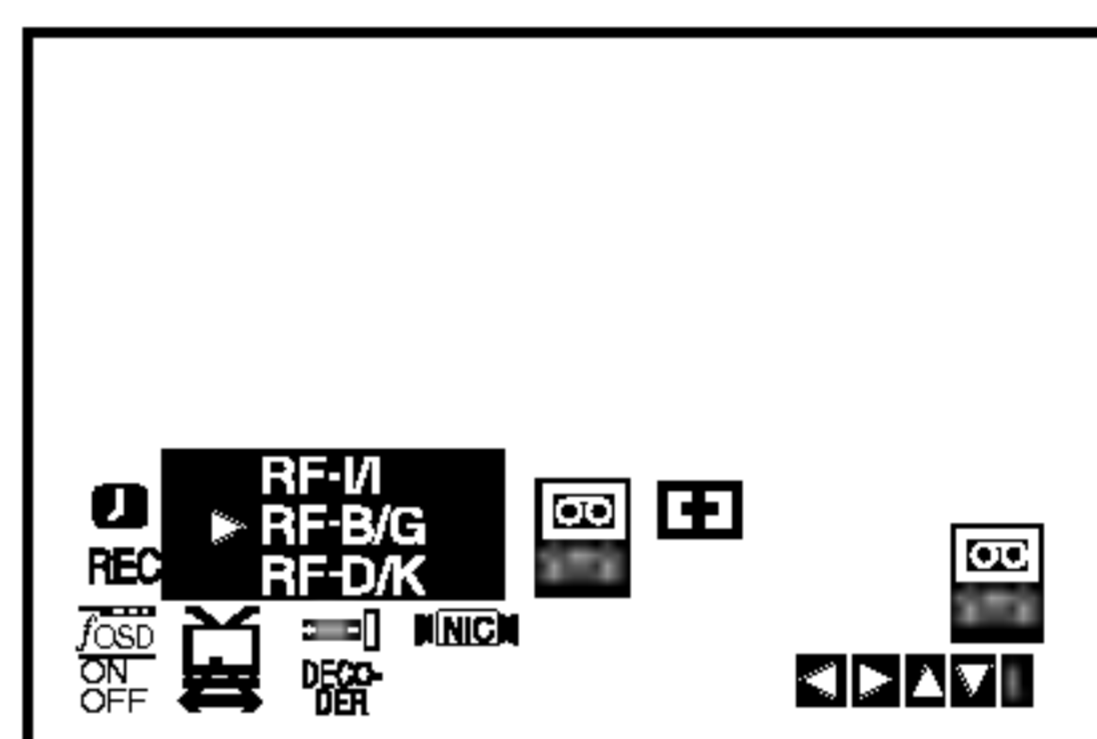 RF-I/I
RF-B/G
REC
RF-D/K
fOSD
ON
OFF
DECO-
DER
NIC